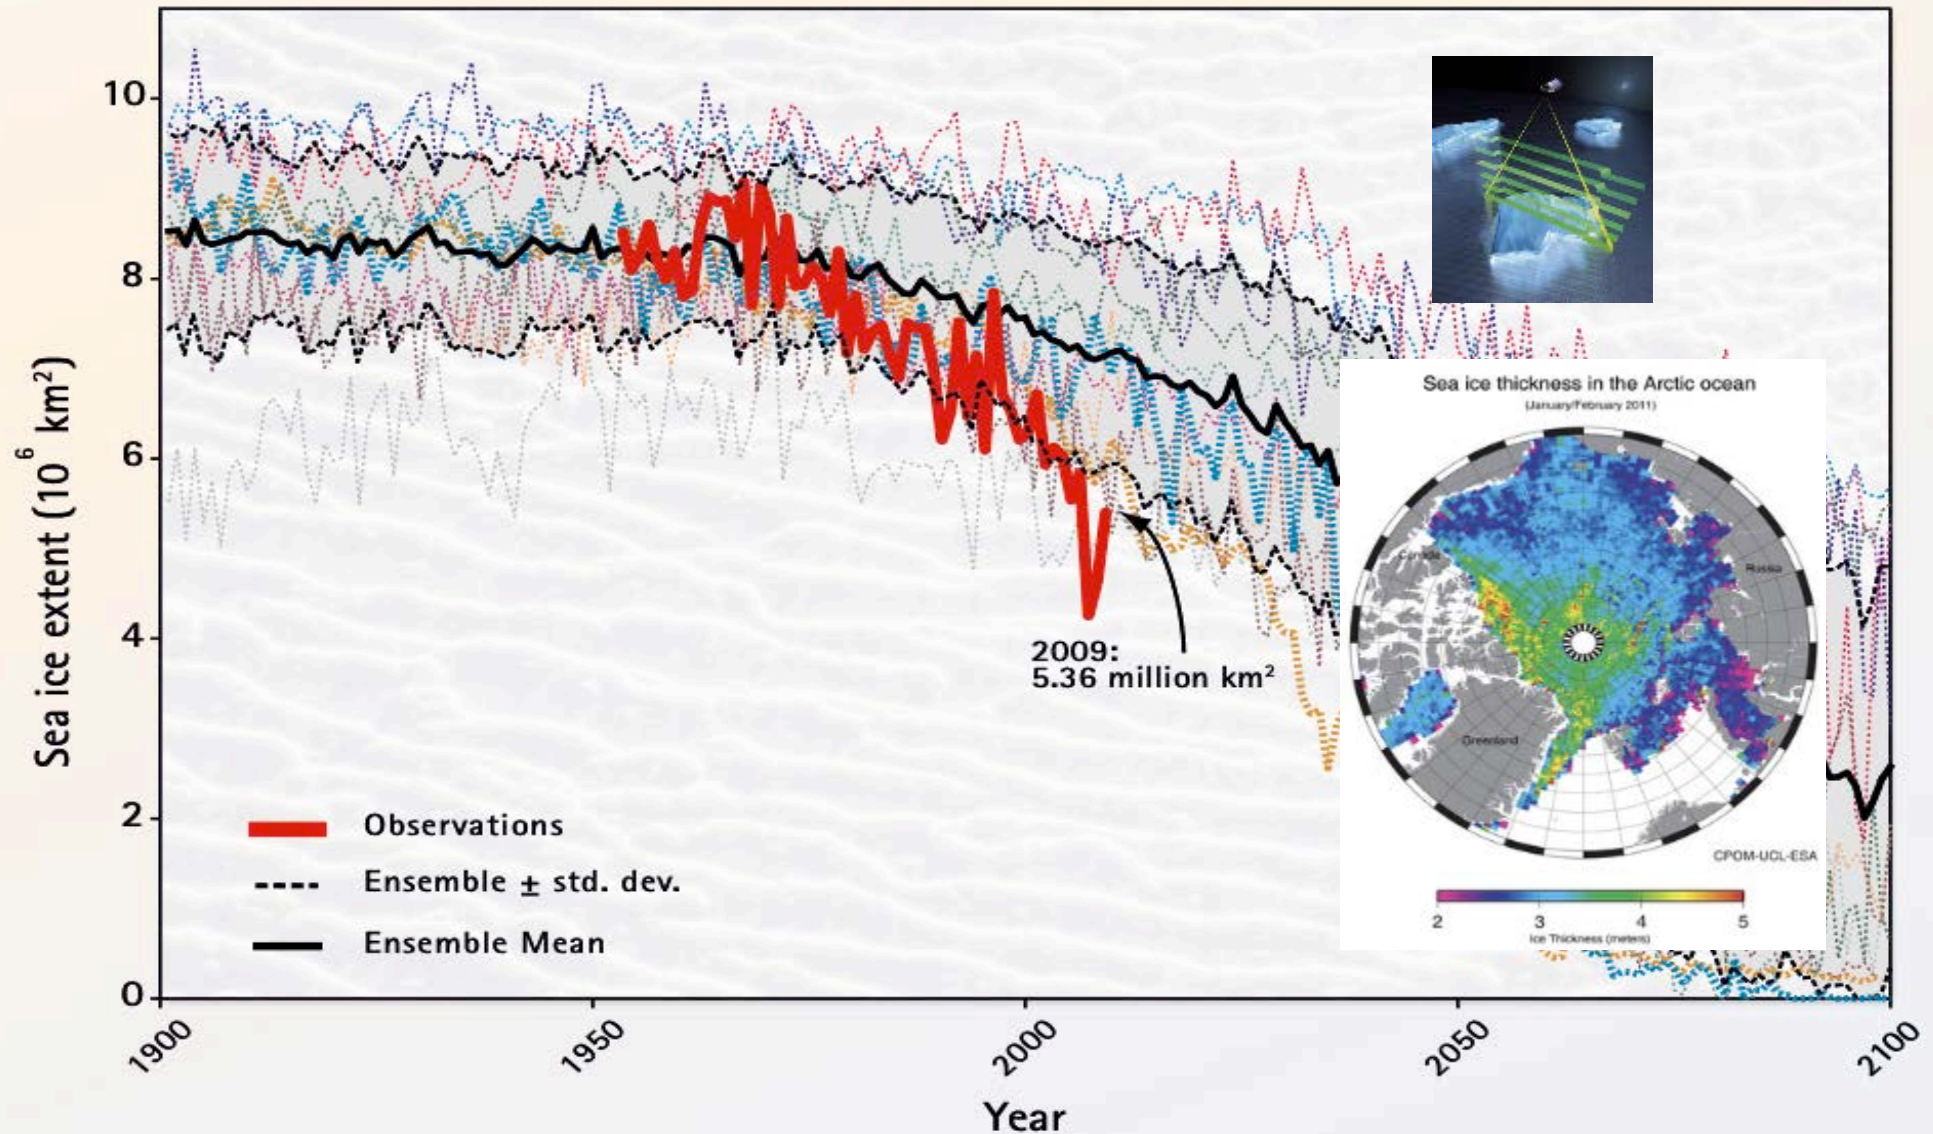 Sea ice extent (10⁶ km²)
10
8
6
4
2
0
1900
1950
2000
2050
2100
Year
2009:
5.36 million km²
Observations
Ensemble ± std. dev.
Ensemble Mean
Sea ice thickness in the Arctic ocean
(January/February 2011)
Canada
Russia
Greenland
CPOM-UCL-ESA
2 3 4 5
Ice Thickness (meters)